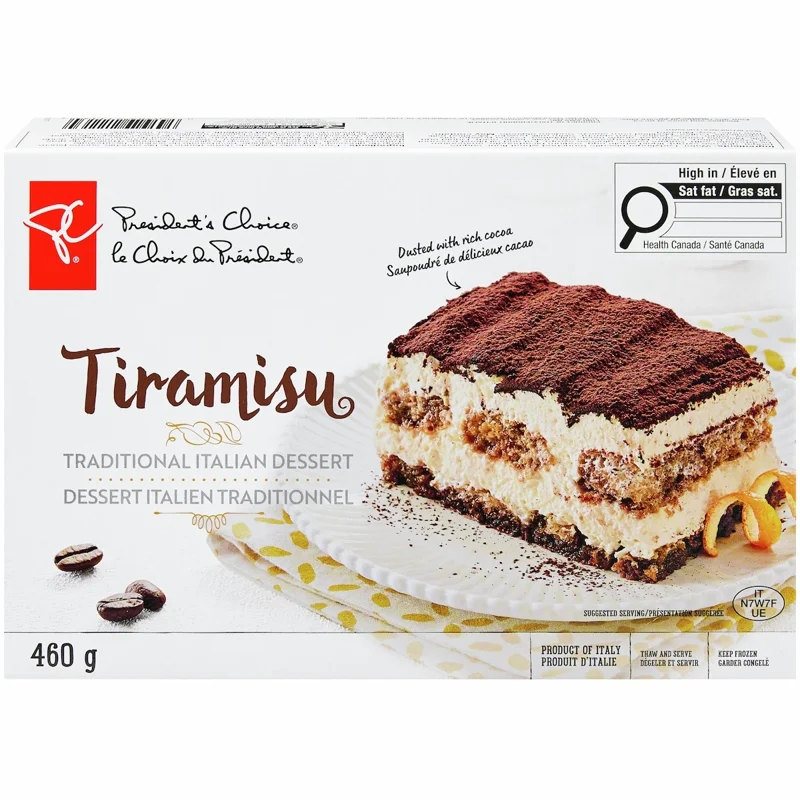 President's Choice®
le Choix du Président®
High in / Élevé en
Sat fat / Gras sat.
Health Canada / Santé Canada
Dusted with rich cocoa
Saupoudré de délicieux cacao
Tiramisu
TRADITIONAL ITALIAN DESSERT
DESSERT ITALIEN TRADITIONNEL
SUGGESTED SERVING/PRÉSENTATION SUGGÉRÉE
IT
N7W7F
UE
460 g
PRODUCT OF ITALY
PRODUIT D'ITALIE
THAW AND SERVE
DÉGELER ET SERVIR
KEEP FROZEN
GARDER CONGELÉ